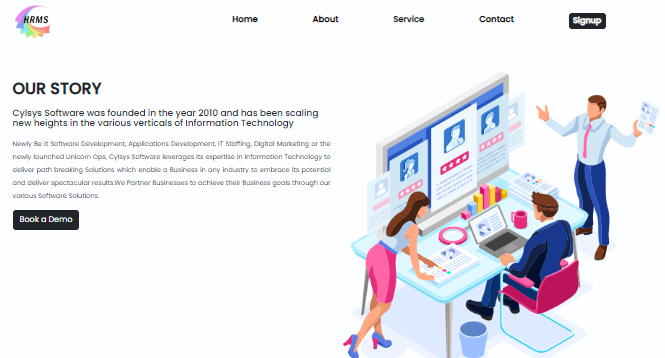 HRMS
Home About Service Contact Signup
OUR STORY
Cylsys Software was founded in the year 2010 and has been scaling
new heights in the various verticals of Information Technology
Newly Be it Software Development, Applications Development, IT Staffing, Digital Marketing or the
newly launched Unicorn Ops, Cylsys Software leverages its expertise in Information Technology to
deliver path breaking Solutions which enable a Business in any industry to embrace its potential
and deliver spectacular results.We Partner Businesses to achieve their Business goals through our
various Software Solutions.
Book a Demo